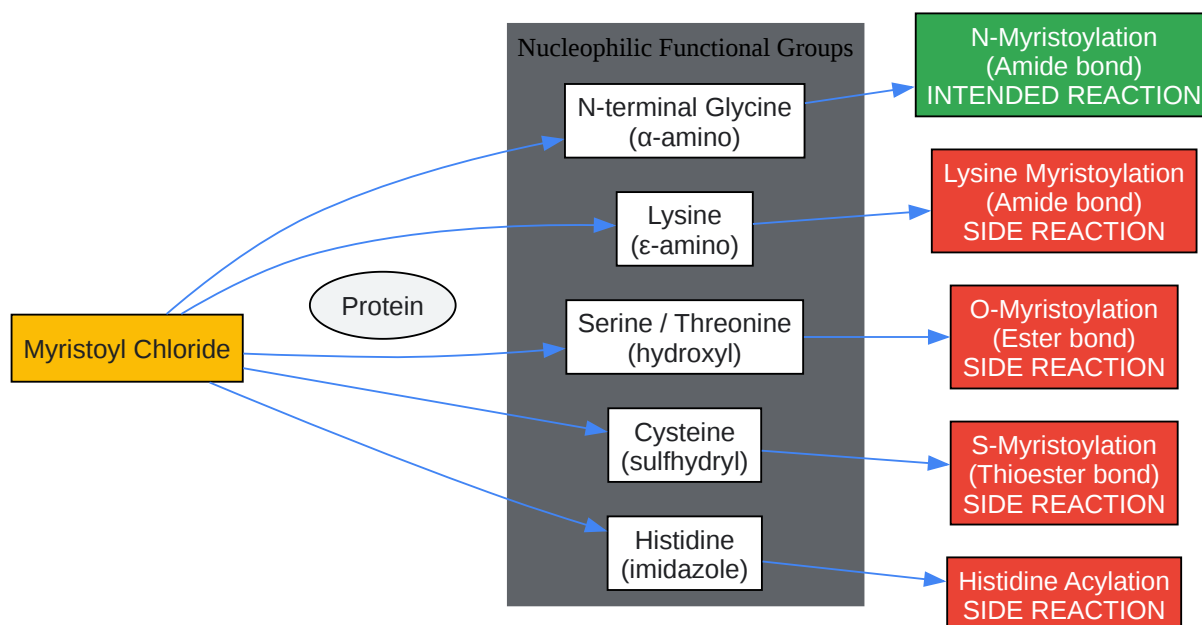 Nucleophilic Functional Groups
Myristoyl Chloride
Protein
N-terminal Glycine
(α-amino)
Lysine
(ε-amino)
Serine / Threonine
(hydroxyl)
Cysteine
(sulfhydryl)
Histidine
(imidazole)
N-Myristoylation
(Amide bond)
INTENDED REACTION
Lysine Myristoylation
(Amide bond)
SIDE REACTION
O-Myristoylation
(Ester bond)
SIDE REACTION
S-Myristoylation
(Thioester bond)
SIDE REACTION
Histidine Acylation
SIDE REACTION